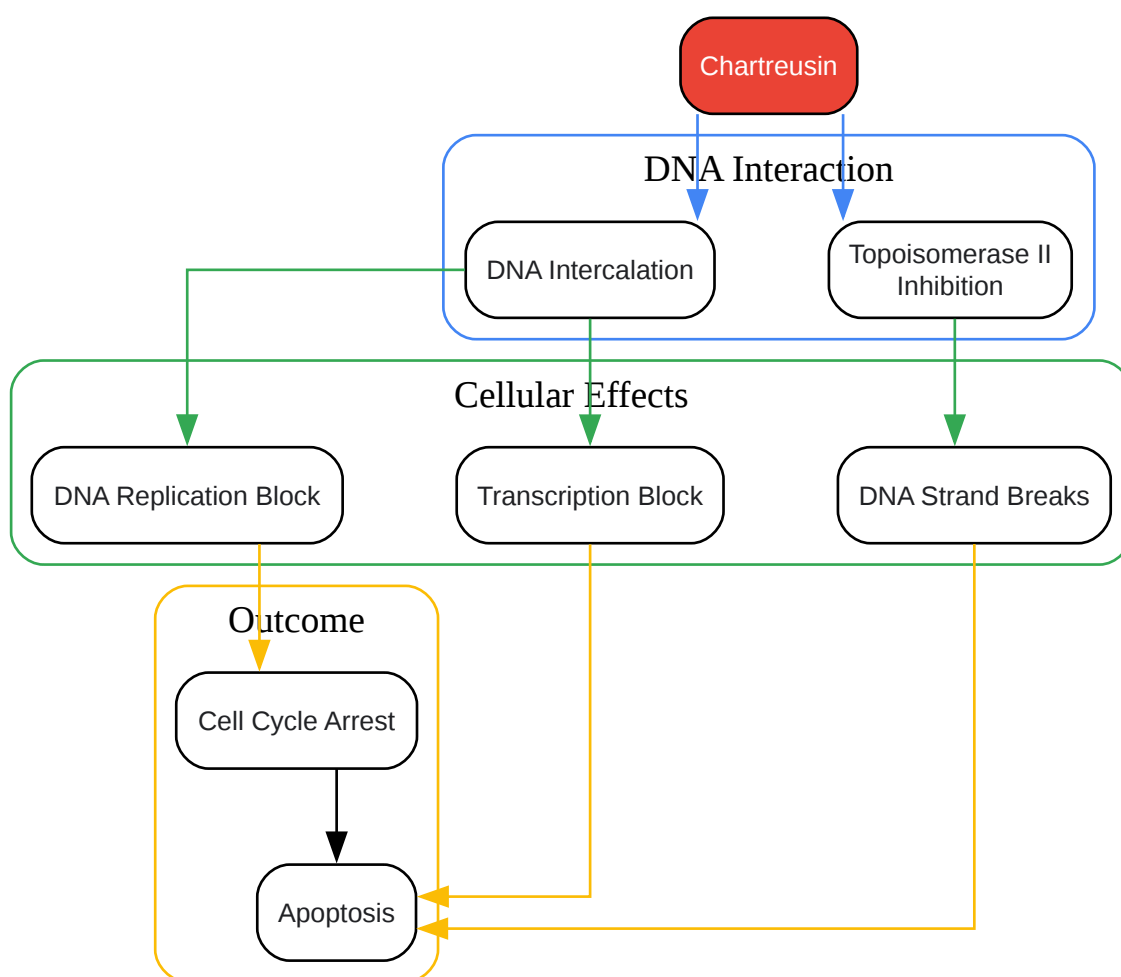 Chartreusin
DNA Interaction
DNA Intercalation
Topoisomerase II
Inhibition
Cellular Effects
DNA Replication Block
Transcription Block
DNA Strand Breaks
Outcome
Cell Cycle Arrest
Apoptosis